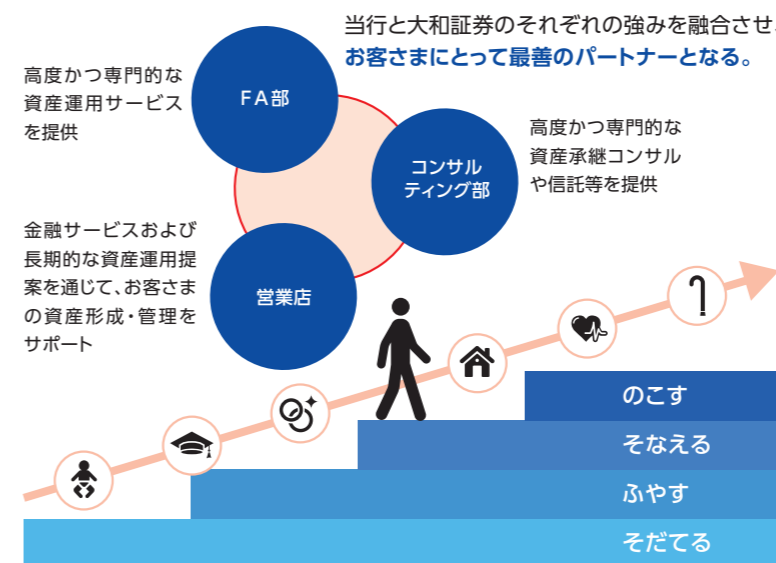 当行と大和証券のそれぞれの強みを融合させ、
お客さまにとって最善のパートナーとなる。
高度かつ専門的な
資産運用サービス
を提供
FA部
コンサル
ティング部
高度かつ専門的な
資産承継コンサル
や信託等を提供
金融サービスおよび
長期的な資産運用提
案を通じて、お客さま
の資産形成・管理を
サポート
営業店
のこす
そなえる
ふやす
そだてる